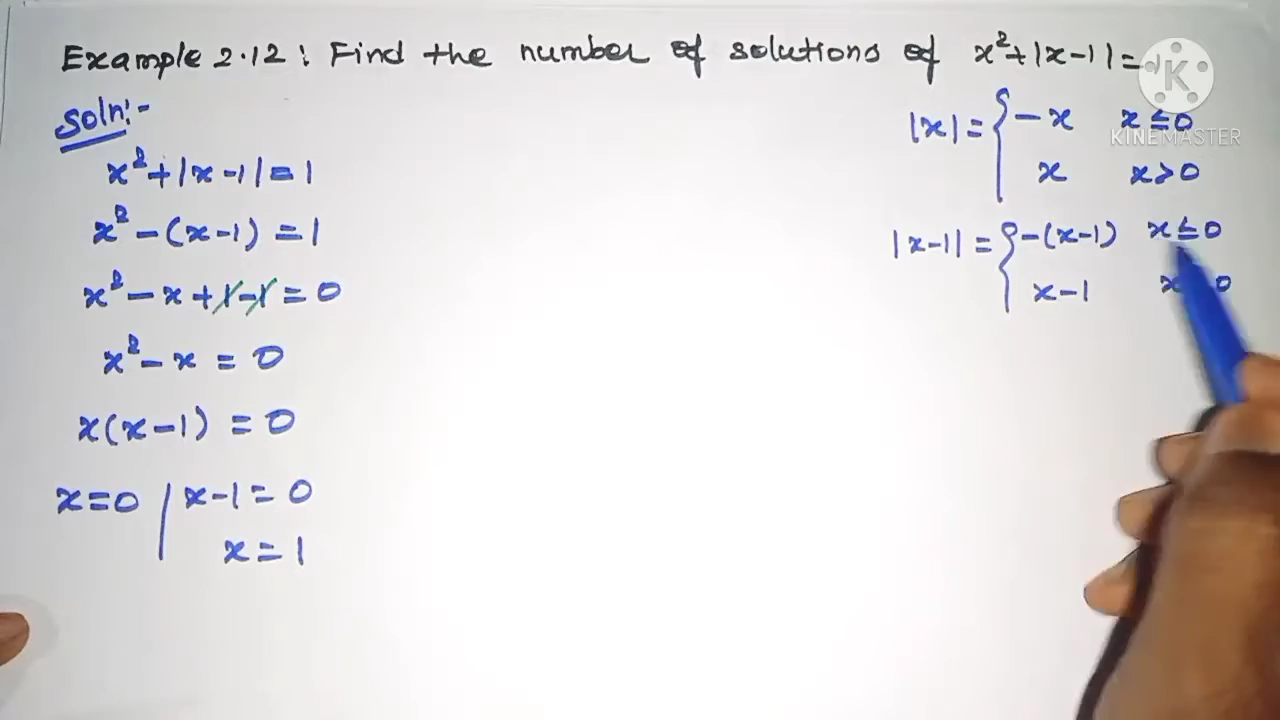 Example 2.12: Find the number of solutions of x²+|x-1|=
Soln:-
x²+|x-1|=1
x²-(x-1)=1
x²-x+1-1=0
x²-x=0
x(x-1)=0
x=0 | x-1=0
x=1
|x|={-x x≤0
x x>0
|x-1|={-(x-1) x≤0
x-1 x 0
K
KINEMASTER